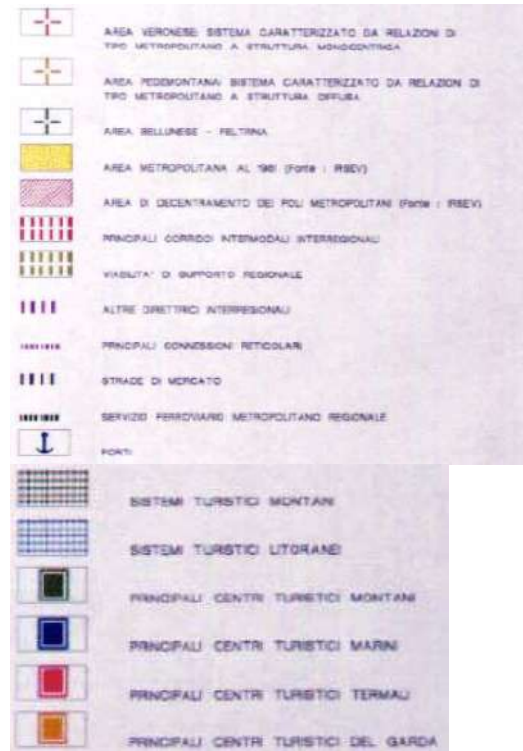 AREA VERONESE: SISTEMA CARATTERIZZATO DA RELAZIONI DI
TIPO METROPOLITANO A STRUTTURA MONOCENTRICA
AREA PEDEMONTANA: SISTEMA CARATTERIZZATO DA RELAZIONI DI
TIPO METROPOLITANO A STRUTTURA DIFFUSA
AREA BELLUNESE - FELTRINA
AREA METROPOLITANA AL 1981 (Fonte : IRSEV)
AREA DI DECENTRAMENTO DEI POLI METROPOLITANI (Fonte : IRSEV)
PRINCIPALI CORRIDOI INTERMODALI INTERREGIONALI
VIABILITA' DI SUPPORTO REGIONALE
ALTRE DIRETTRICI INTERREGIONALI
PRINCIPALI CONNESSIONI RETICOLARI
STRADE DI MERCATO
SERVIZIO FERROVIARIO METROPOLITANO REGIONALE
PORTI
SISTEMI TURISTICI MONTANI
SISTEMI TURISTICI LITORANEI
PRINCIPALI CENTRI TURISTICI MONTANI
PRINCIPALI CENTRI TURISTICI MARINI
PRINCIPALI CENTRI TURISTICI TERMALI
PRINCIPALI CENTRI TURISTICI DEL GARDA